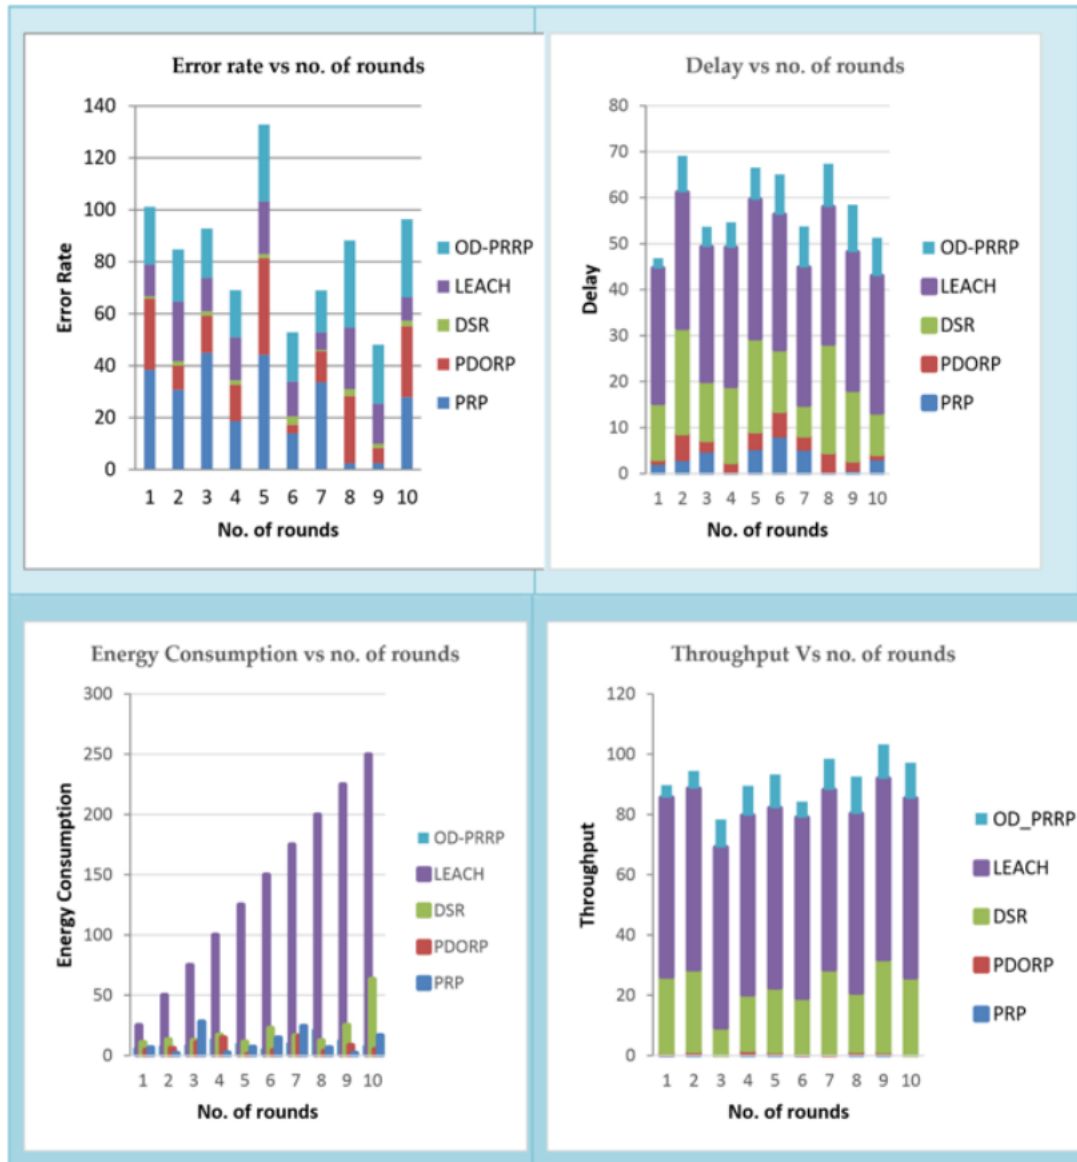 Error rate vs no. of rounds
140
120
100
80
60
40
20
0
Error Rate
1 2 3 4 5 6 7 8 9 10
No. of rounds
OD-PRRP
LEACH
DSR
PDORP
PRP
Delay vs no. of rounds
80
70
60
50
40
30
20
10
0
Delay
1 2 3 4 5 6 7 8 9 10
No. of rounds
OD-PRRP
LEACH
DSR
PDORP
PRP
Energy Consumption vs no. of rounds
300
250
200
150
100
50
0
Energy Consumption
1 2 3 4 5 6 7 8 9 10
No. of rounds
OD-PRRP
LEACH
DSR
PDORP
PRP
Throughput Vs no. of rounds
120
100
80
60
40
20
0
Throughput
1 2 3 4 5 6 7 8 9 10
No. of rounds
OD_PRRP
LEACH
DSR
PDORP
PRP